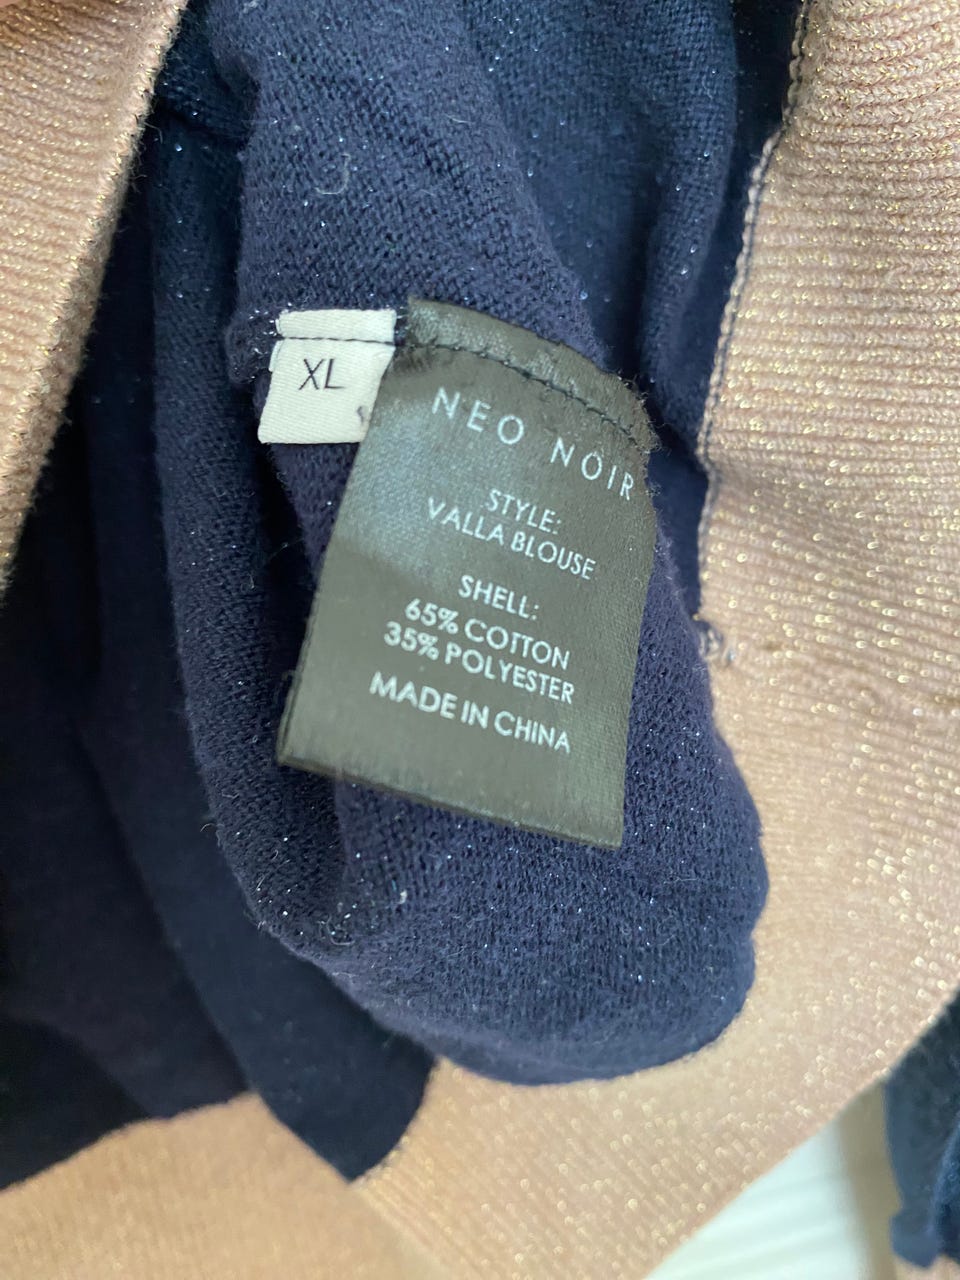 XL
NEO NOIR
STYLE:
VALLA BLOUSE
SHELL:
65% COTTON
35% POLYESTER
MADE IN CHINA